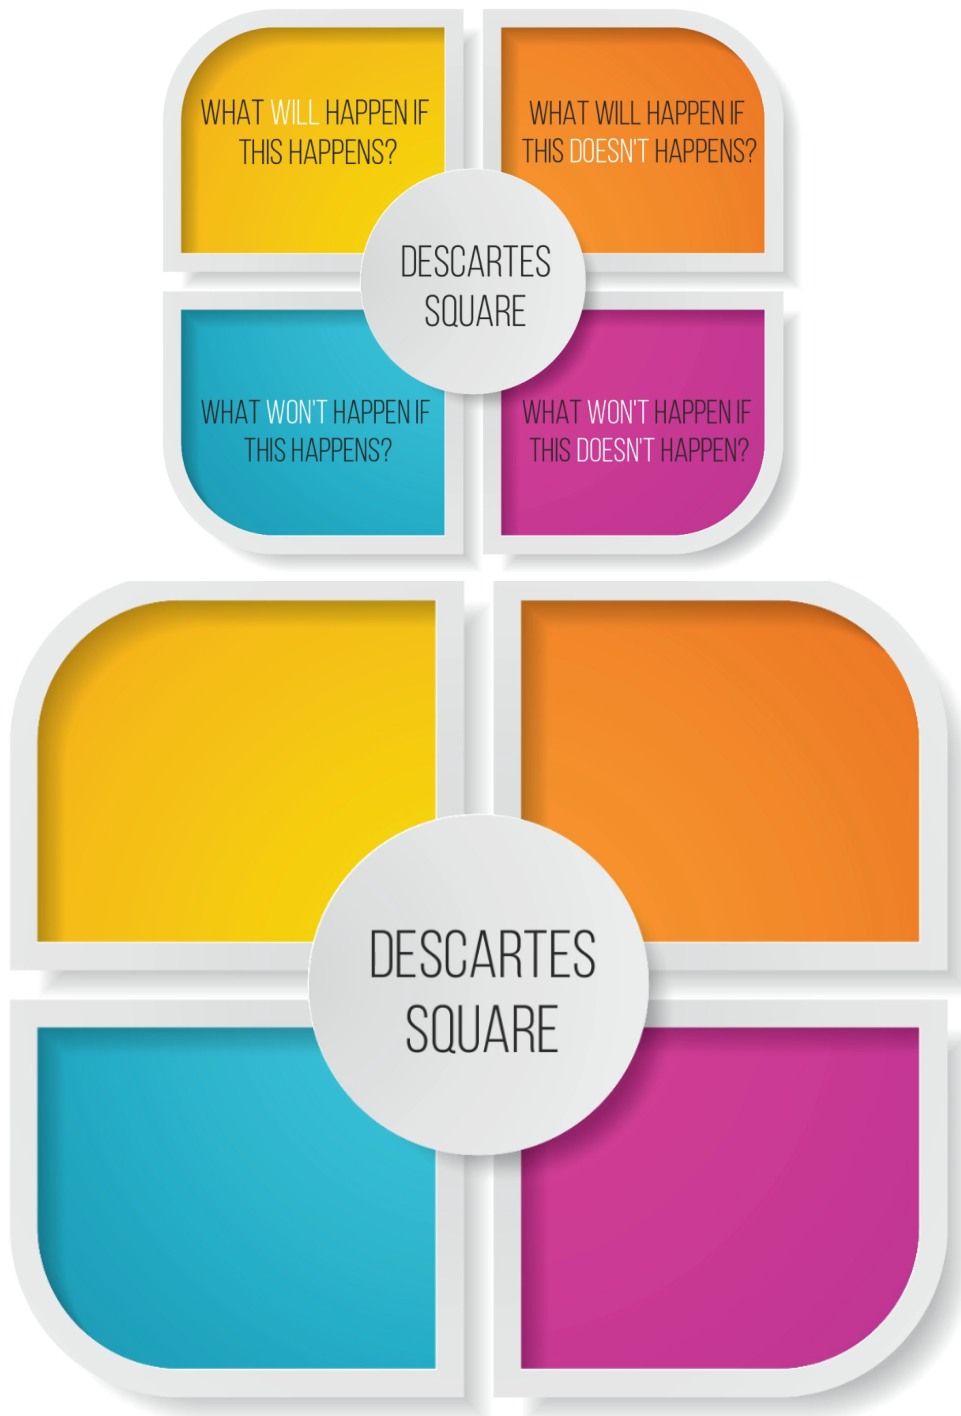 WHAT WILL HAPPEN IF
THIS HAPPENS?
WHAT WILL HAPPEN IF
THIS DOESN'T HAPPENS?
DESCARTES
SQUARE
WHAT WON'T HAPPEN IF
THIS HAPPENS?
WHAT WON'T HAPPEN IF
THIS DOESN'T HAPPEN?
DESCARTES
SQUARE